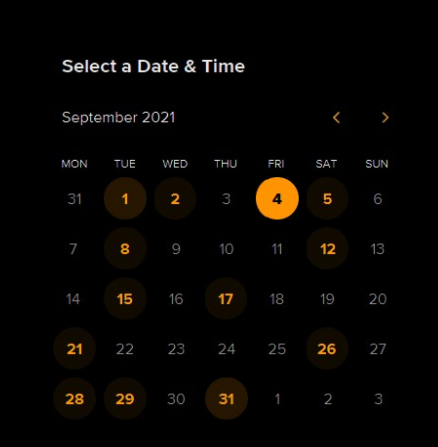 Select a Date & Time
September 2021
MON TUE WED THU FRI SAT SUN
31 1 2 3 4 5 6
7 8 9 10 11 12 13
14 15 16 17 18 19 20
21 22 23 24 25 26 27
28 29 30 31 1 2 3